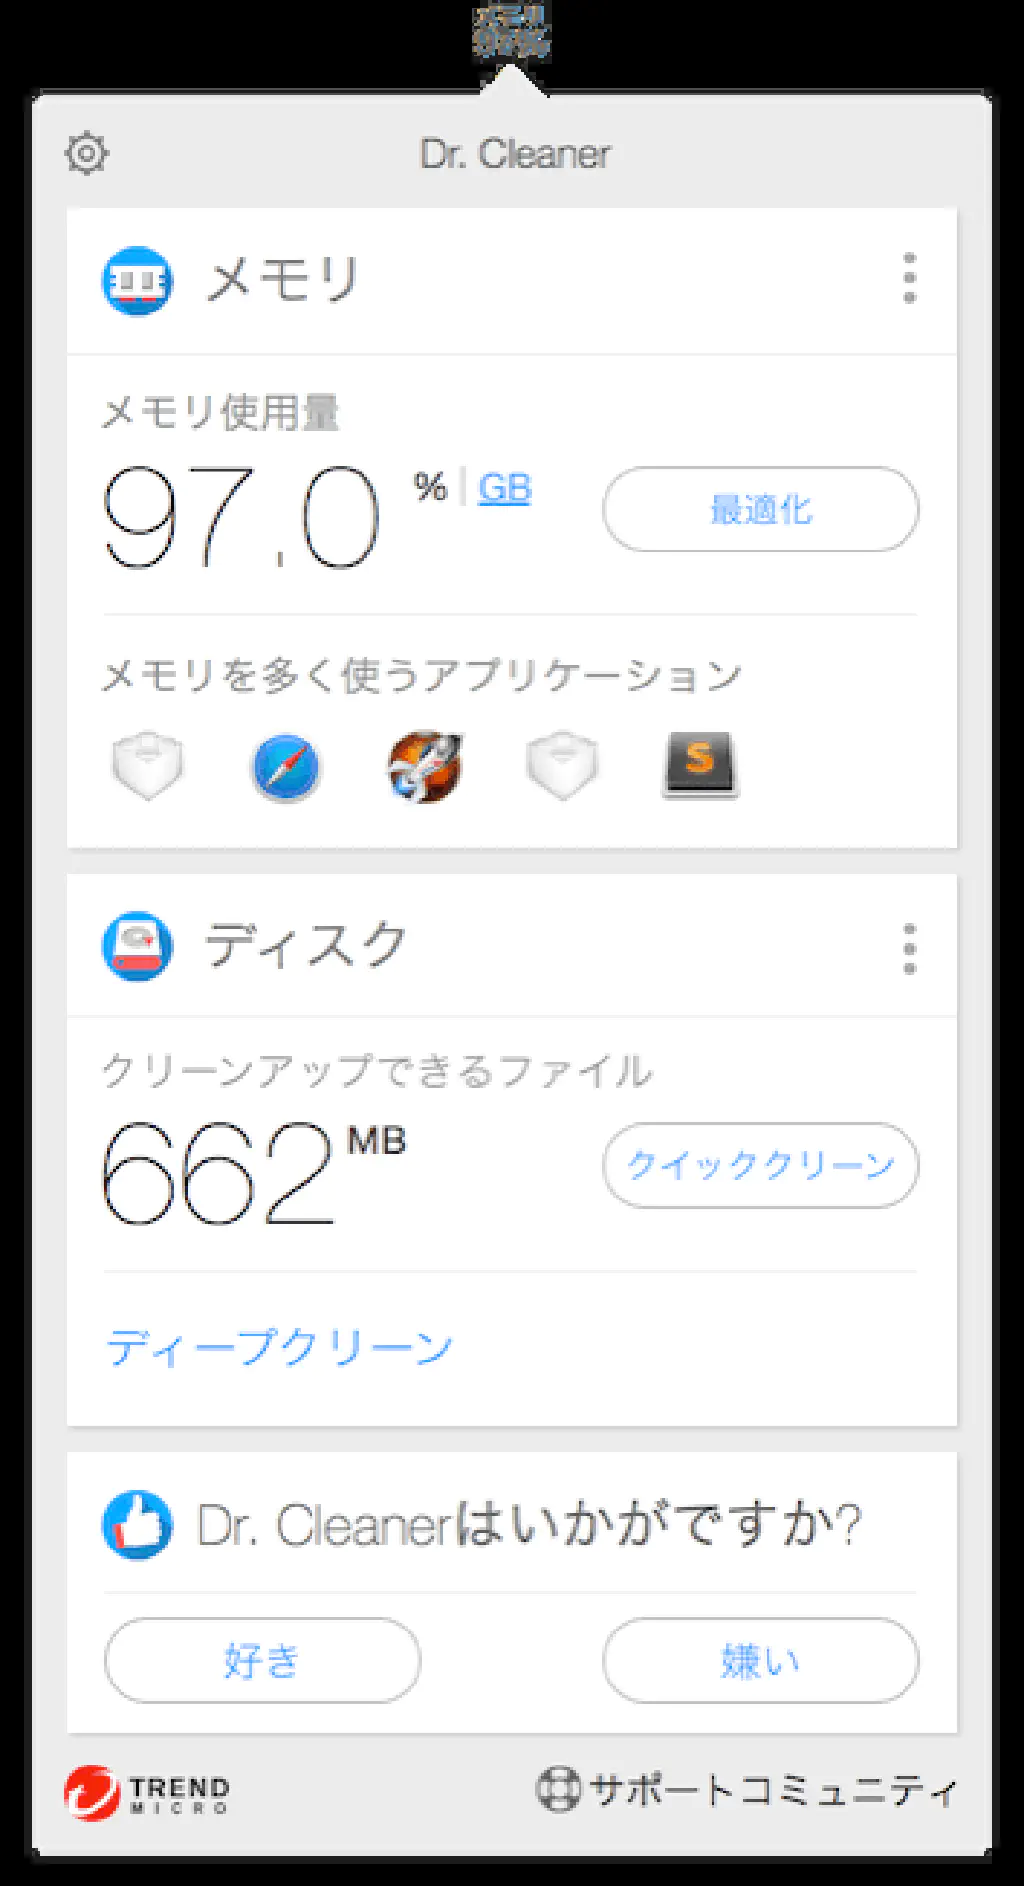 メモリ
97%
Dr. Cleaner
メモリ
メモリ使用量
97.0 % | GB
最適化
メモリを多く使うアプリケーション
S
ディスク
クリーンアップできるファイル
662 MB
クイッククリーン
ディープクリーン
Dr. Cleanerはいかがですか?
好き
嫌い
TREND
MICRO
サポートコミュニティ